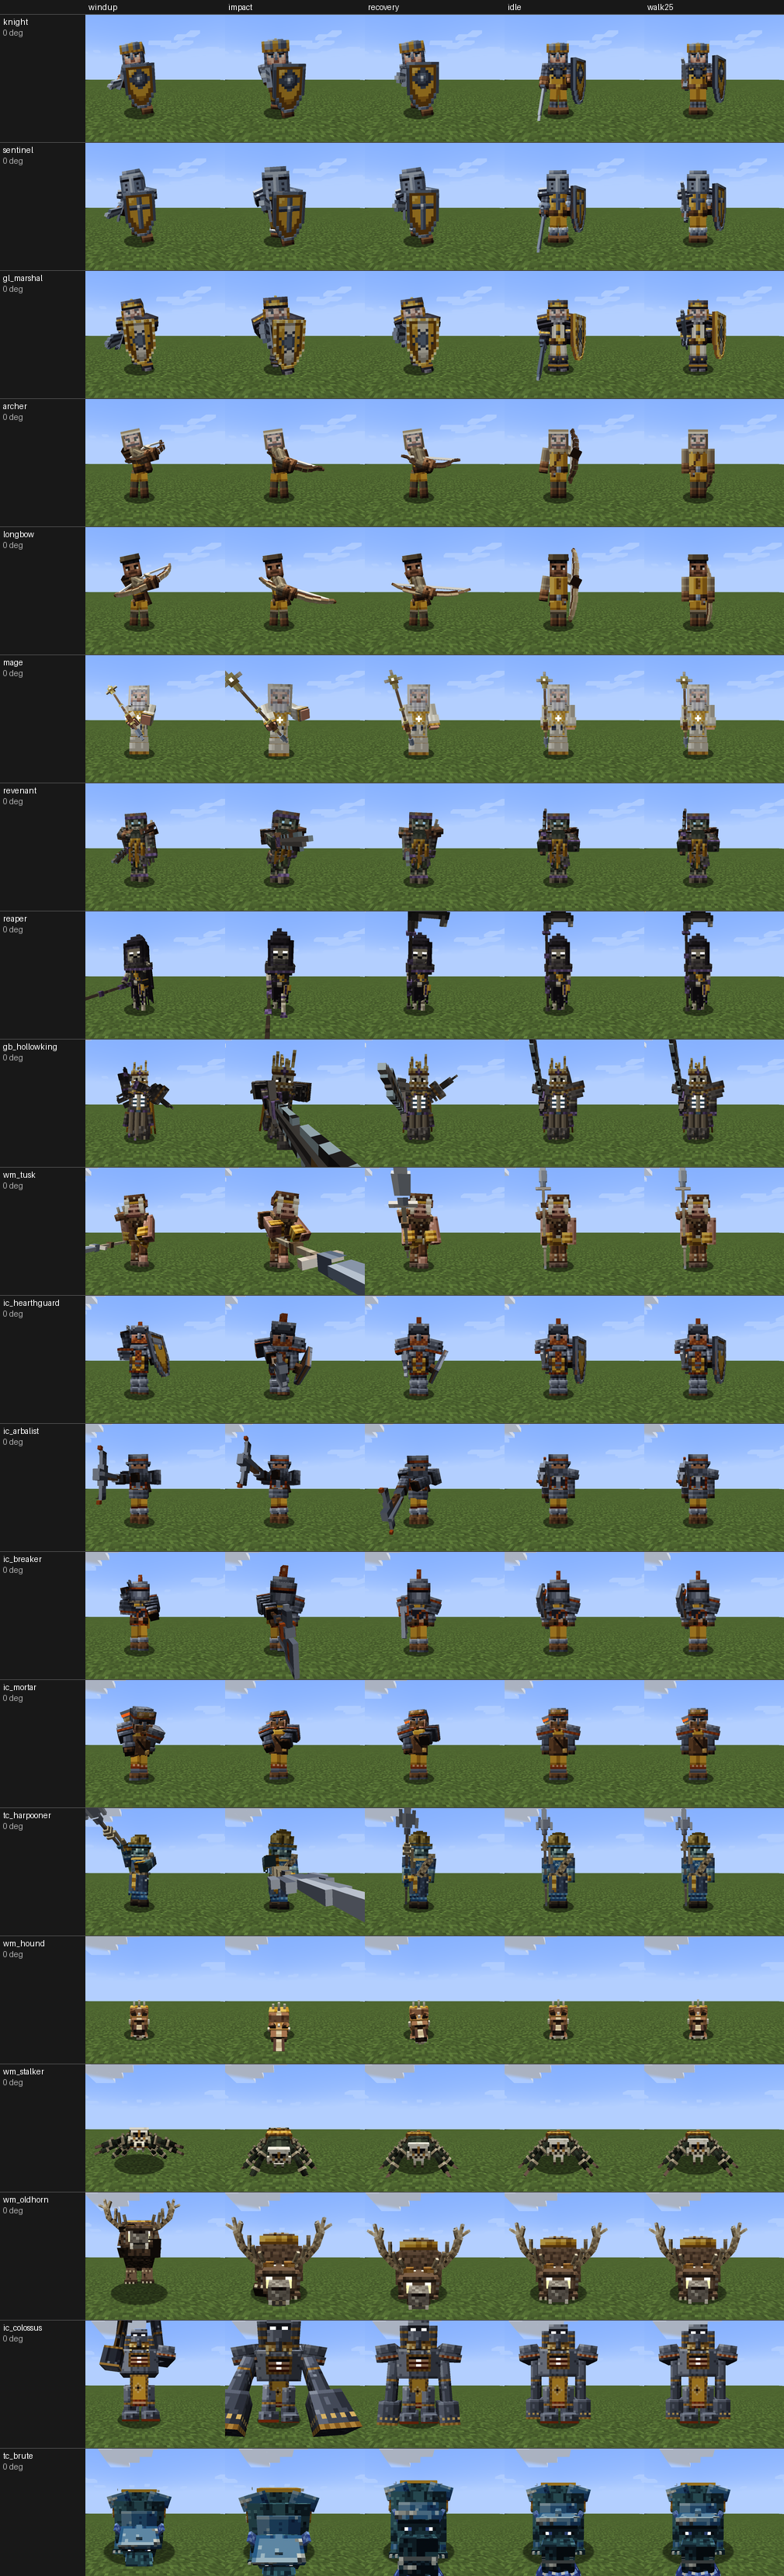 windup impact recovery idle walk25
knight
0 deg
sentinel
0 deg
gl_marshal
0 deg
archer
0 deg
longbow
0 deg
mage
0 deg
revenant
0 deg
reaper
0 deg
gb_hollowking
0 deg
wm_tusk
0 deg
ic_hearthguard
0 deg
ic_arbalist
0 deg
ic_breaker
0 deg
ic_mortar
0 deg
tc_harpooner
0 deg
wm_hound
0 deg
wm_stalker
0 deg
wm_oldhorn
0 deg
ic_colossus
0 deg
tc_brute
0 deg